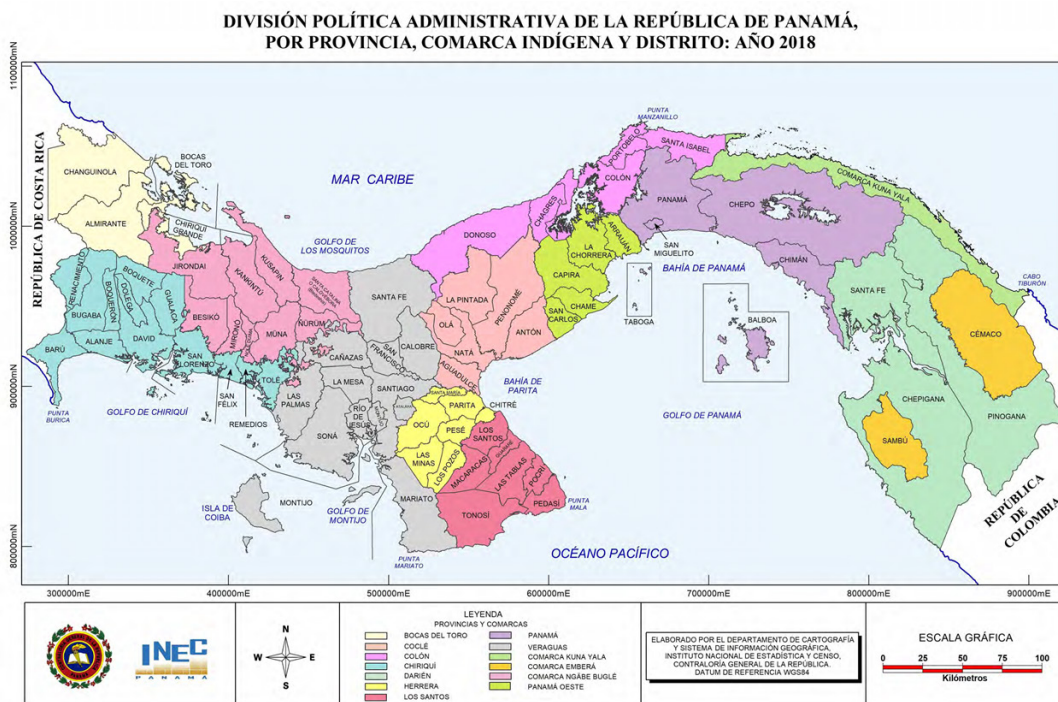 DIVISIÓN POLÍTICA ADMINISTRATIVA DE LA REPÚBLICA DE PANAMÁ,
POR PROVINCIA, COMARCA INDÍGENA Y DISTRITO: AÑO 2018
1100000mN
1000000mN
900000mN
800000mN
REPÚBLICA DE COSTA RICA
CHANGUINOLA
BOCAS
DEL TORO
ALMIRANTE
CHIRIQUÍ
GRANDE
MAR CARIBE
GOLFO DE
LOS MOSQUITOS
PUNTA
MANZANILLO
PORTOBELO
SANTA ISABEL
COLÓN
CHAGRES
DONOSO
PANAMÁ
CHEPO
COMARCA KUNA YALA
SAN
MIGUELITO
CHIMÁN
BAHÍA DE PANAMÁ
ARRAIJÁN
LA
CHORRERA
CAPIRA
CHAME
SAN
CARLOS
TABOGA
BALBOA
CABO
TIBURÓN
SANTA FE
CÉMACO
CHEPIGANA
PINOGANA
SAMBÚ
REPÚBLICA
DE
COLOMBIA
RENACIMIENTO
BUGABA
BOQUERÓN
BOQUETE
DOLEGA
GUALACA
BARÚ
ALANJE
DAVID
SAN
LORENZO
SAN
FÉLIX
REMEDIOS
TOLÉ
PUNTA
BURICA
GOLFO DE CHIRIQUÍ
JIRONDAI
KANKINTÚ
KUSAPIN
BESIKÓ
MIRONÓ
MÜNA
ÑÜRÜM
SANTA FE
CAÑAZAS
SAN
FRANCISCO
CALOBRE
LAS
PALMAS
LA MESA
SANTIAGO
SONÁ
RÍO
DE
JESÚS
MONTIJO
MARIATO
ISLA DE
COIBA
GOLFO DE
MONTIJO
PUNTA
MARIATO
LA PINTADA
PENONOMÉ
OLÁ
ANTÓN
NATÁ
AGUADULCE
BAHÍA DE
PARITA
SANTA MARÍA
PARITA
CHITRÉ
OCÚ
PESÉ
LAS
MINAS
LOS POZOS
LOS
SANTOS
MACARACAS
LAS TABLAS
POCRÍ
PEDASÍ
TONOSÍ
PUNTA
MALA
GOLFO DE PANAMÁ
OCÉANO PACÍFICO
300000mE
400000mE
500000mE
600000mE
700000mE
800000mE
900000mE
INEC
PANAMÁ
N
W
E
S
LEYENDA
PROVINCIAS Y COMARCAS
BOCAS DEL TORO
COCLÉ
COLÓN
CHIRIQUÍ
DARIÉN
HERRERA
LOS SANTOS
PANAMÁ
VERAGUAS
COMARCA KUNA YALA
COMARCA EMBERÁ
COMARCA NGÄBE BUGLÉ
PANAMÁ OESTE
ELABORADO POR EL DEPARTAMENTO DE CARTOGRAFÍA
Y SISTEMA DE INFORMACIÓN GEOGRÁFICA,
INSTITUTO NACIONAL DE ESTADÍSTICA Y CENSO,
CONTRALORÍA GENERAL DE LA REPÚBLICA.
DATUM DE REFERENCIA WGS84
ESCALA GRÁFICA
0
25
50
75
100
Kilómetros